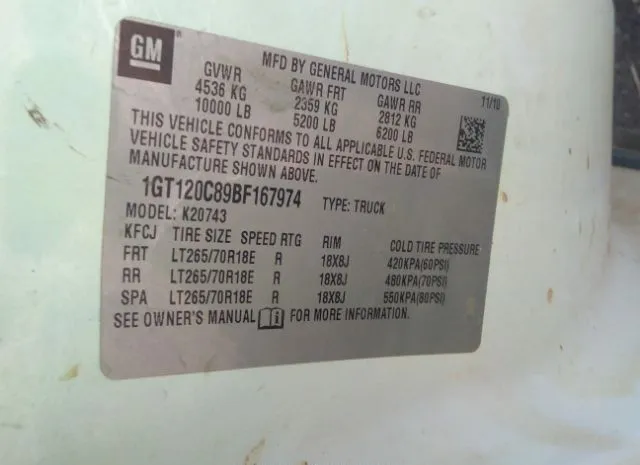 GM
MFD BY GENERAL MOTORS LLC
GVWR GAWR FRT GAWR RR 11/10
4536 KG 2359 KG 2812 KG
10000 LB 5200 LB 6200 LB
THIS VEHICLE CONFORMS TO ALL APPLICABLE U.S. FEDERAL MOTOR
VEHICLE SAFETY STANDARDS IN EFFECT ON THE DATE OF
MANUFACTURE SHOWN ABOVE.
1GT120C89BF167974 TYPE: TRUCK
MODEL: K20743
KFCJ TIRE SIZE SPEED RTG RIM COLD TIRE PRESSURE
FRT LT265/70R18E R 18X8J 420KPA(60PSI)
RR LT265/70R18E R 18X8J 480KPA(70PSI)
SPA LT265/70R18E R 18X8J 550KPA(80PSI)
SEE OWNER'S MANUAL FOR MORE INFORMATION.